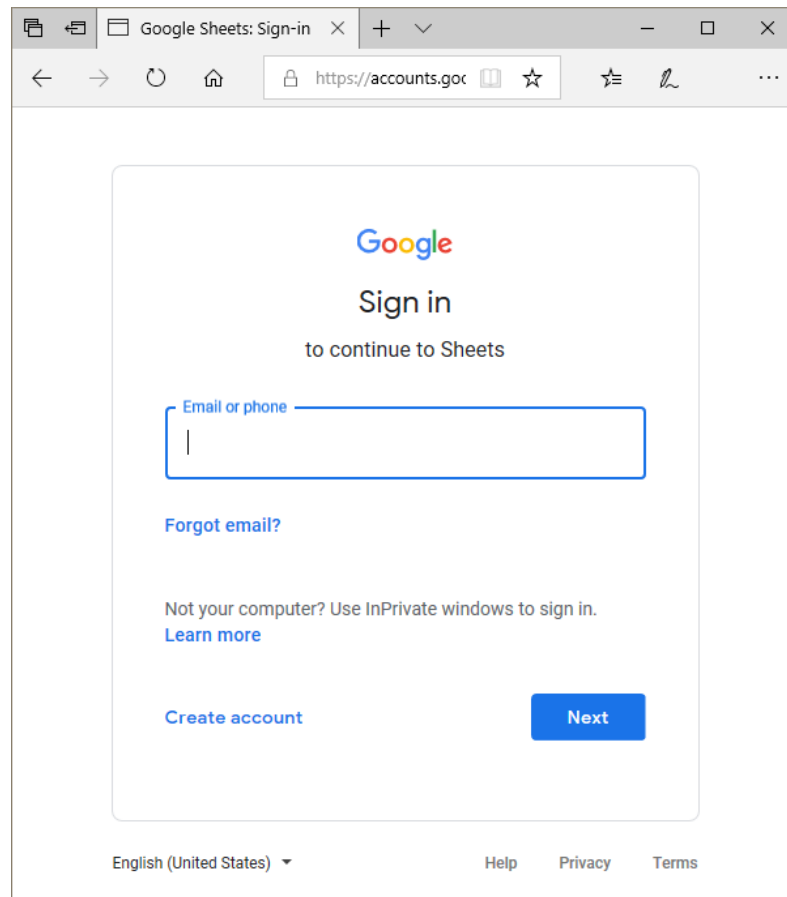 Google Sheets: Sign-in
https://accounts.goo
Google
Sign in
to continue to Sheets
Email or phone
Forgot email?
Not your computer? Use InPrivate windows to sign in.
Learn more
Create account
Next
English (United States)
Help Privacy Terms